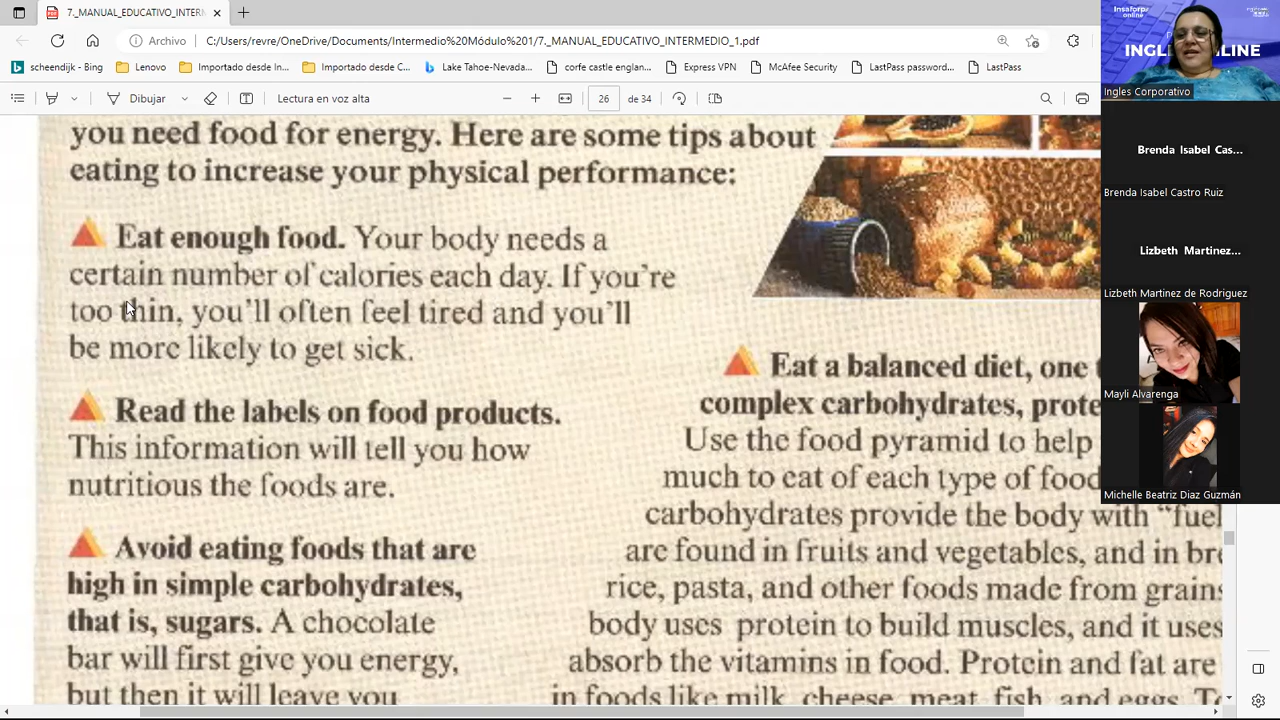 7._MANUAL_EDUCATIVO_INTERM
Archivo
C:/Users/revre/OneDrive/Documents/I
Módulo%201/7._MANUAL_EDUCATIVO_INTERMEDIO_1.pdf
scheendijk - Bing
Lenovo
Importado desde In...
Importado desde C...
corfe castle englan...
Express VPN
McAfee Security
LastPass password...
LastPass
Dibujar
Lectura en voz alta
26
de 34
you need food for energy. Here are some tips about
eating to increase your physical performance:
Eat enough food. Your body needs a
certain number of calories each day. If you're
too thin, you'll often feel tired and you'll
be more likely to get sick.
Read the labels on food products.
This information will tell you how
nutritious the foods are.
Avoid eating foods that are
high in simple carbohydrates,
that is, sugars. A chocolate
bar will first give you energy,
but then it will leave you
Eat a balanced diet, one t
complex carbohydrates, prote
Use the food pyramid to help
much to eat of each type of food
carbohydrates provide the body with "fuel
are found in fruits and vegetables, and in bre
rice, pasta, and other foods made from grains
body uses protein to build muscles, and it uses
absorb the vitamins in food. Protein and fat are
in foods like milk, cheese, meat, fish, and eggs. To
Insaforp
online
INGL
LINE
Ingles Corporativo
Brenda Isabel Cas...
Brenda Isabel Castro Ruiz
Lizbeth Martinez...
Lizbeth Martinez de Rodriguez
Mayli Alvarenga
Michelle Beatriz Diaz Guzmán